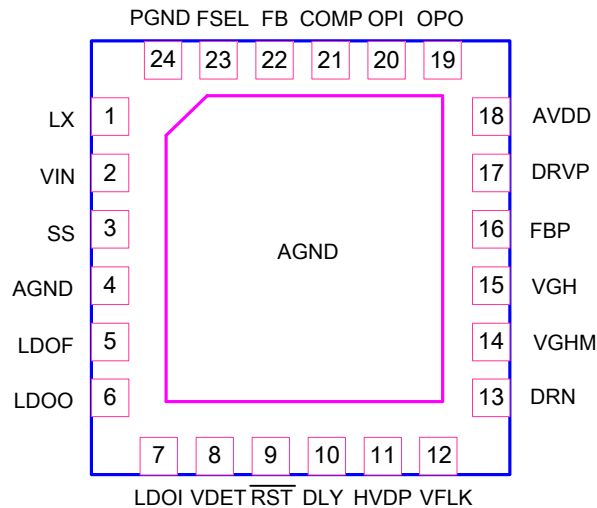 PGND FSEL FB COMP OPI OPO
24 23 22 21 20 19
LX 1 18 AVDD
VIN 2 17 DRVP
SS 3 16 FBP
AGND
AGND 4 15 VGH
LDOF 5 14 VGHM
LDOO 6 13 DRN
7 8 9 10 11 12
LDOI VDET RST DLY HVDP VFLK